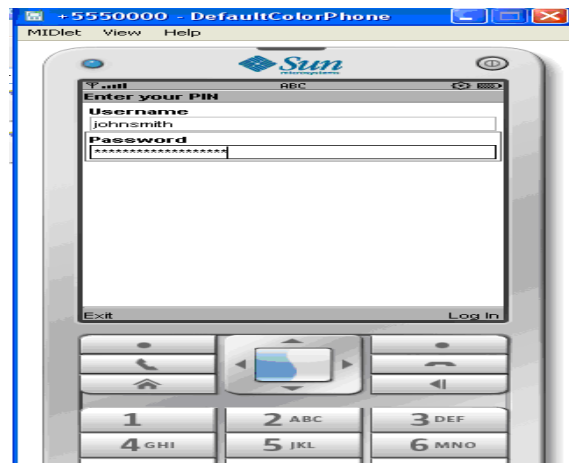 +5550000 - DefaultColorPhone
MIDlet View Help
Sun
microsystems
ABC
Enter your PIN
Username
johnsmith
Password
*******************
Exit Log In
1 2 ABC 3 DEF
4 GHI 5 JKL 6 MNO